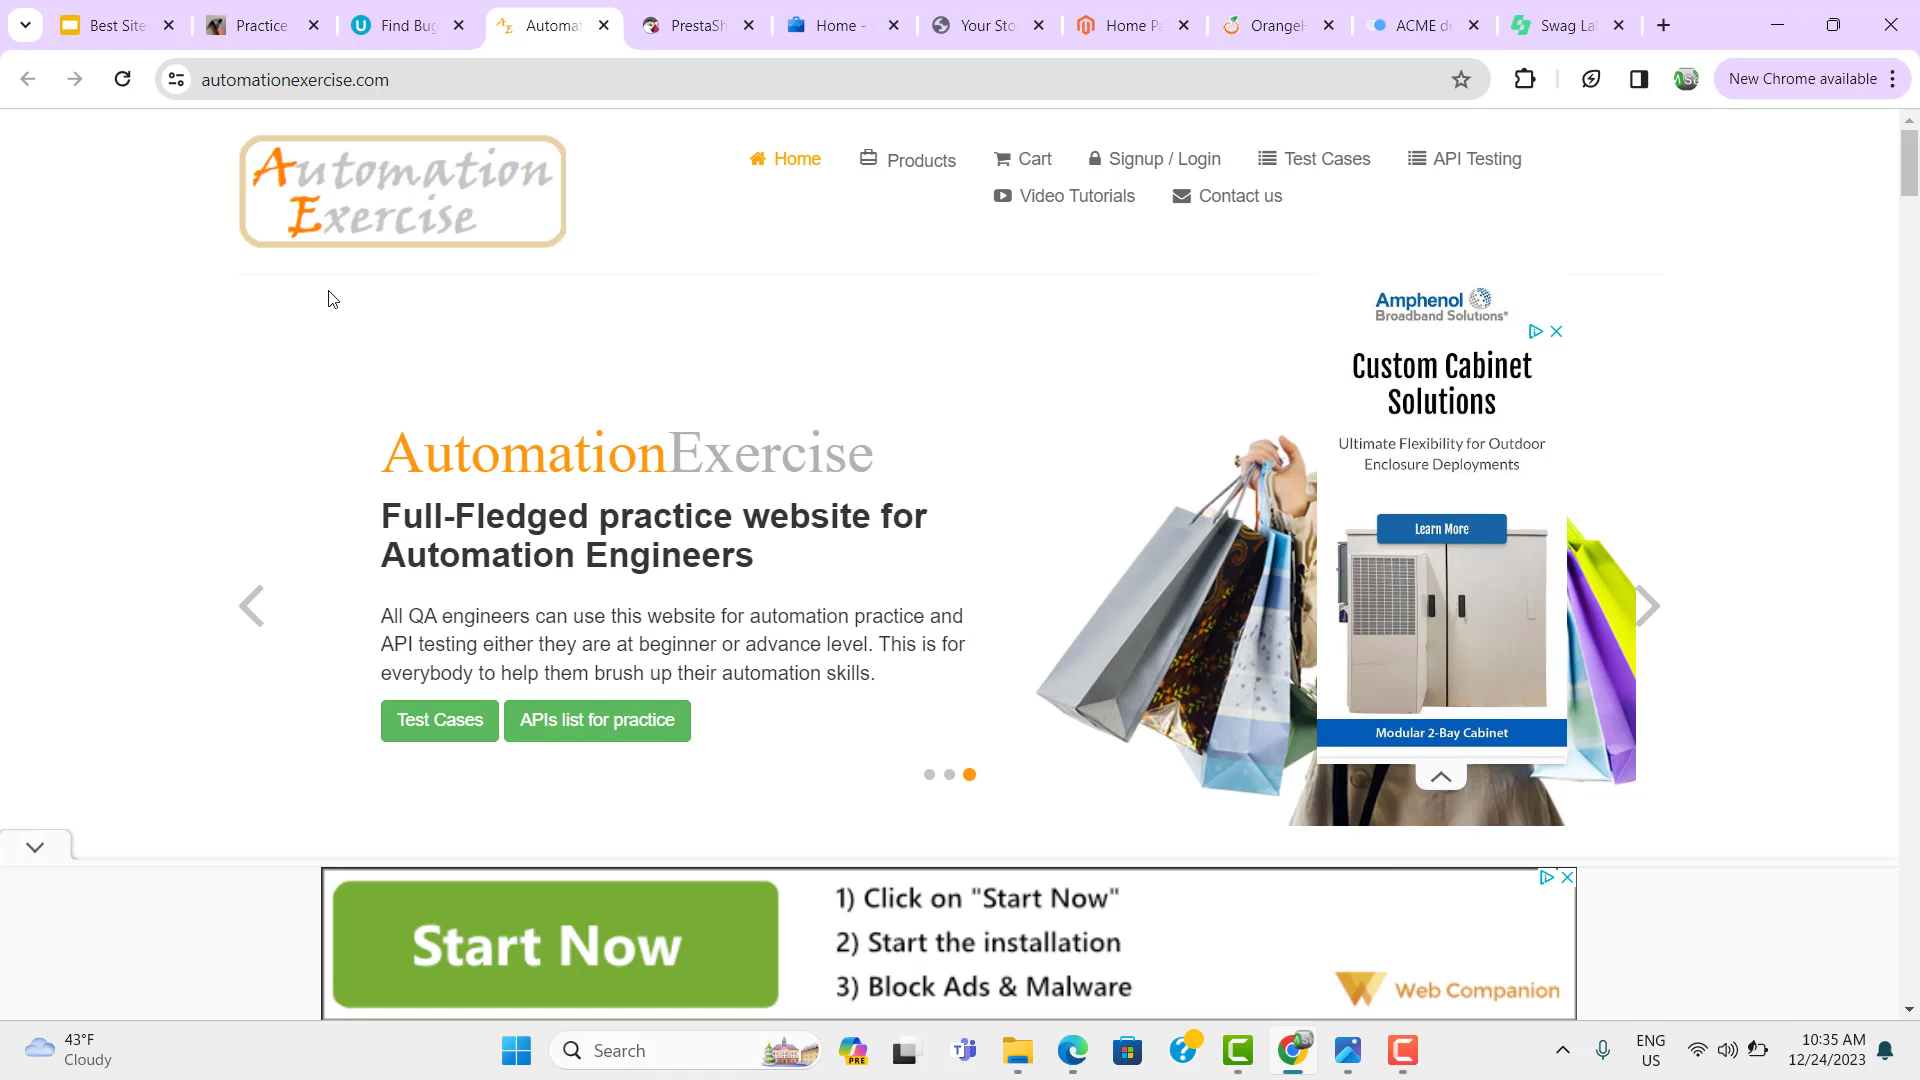 Best Site
Practice
Find Bug
Automa
PrestaSh
Home -
Your Sto
Home P
OrangeH
ACME d
Swag La
automationexercise.com
New Chrome available
Automation
Exercise
Home
Products
Cart
Signup / Login
Test Cases
API Testing
Video Tutorials
Contact us
Amphenol
Broadband Solutions
Custom Cabinet
Solutions
Ultimate Flexibility for Outdoor
Enclosure Deployments
Learn More
Modular 2-Bay Cabinet
AutomationExercise
Full-Fledged practice website for
Automation Engineers
All QA engineers can use this website for automation practice and
API testing either they are at beginner or advance level. This is for
everybody to help them brush up their automation skills.
Test Cases
APIs list for practice
Start Now
1) Click on "Start Now"
2) Start the installation
3) Block Ads & Malware
Web Companion
43°F
Cloudy
Search
PRE
ENG
US
10:35 AM
12/24/2023